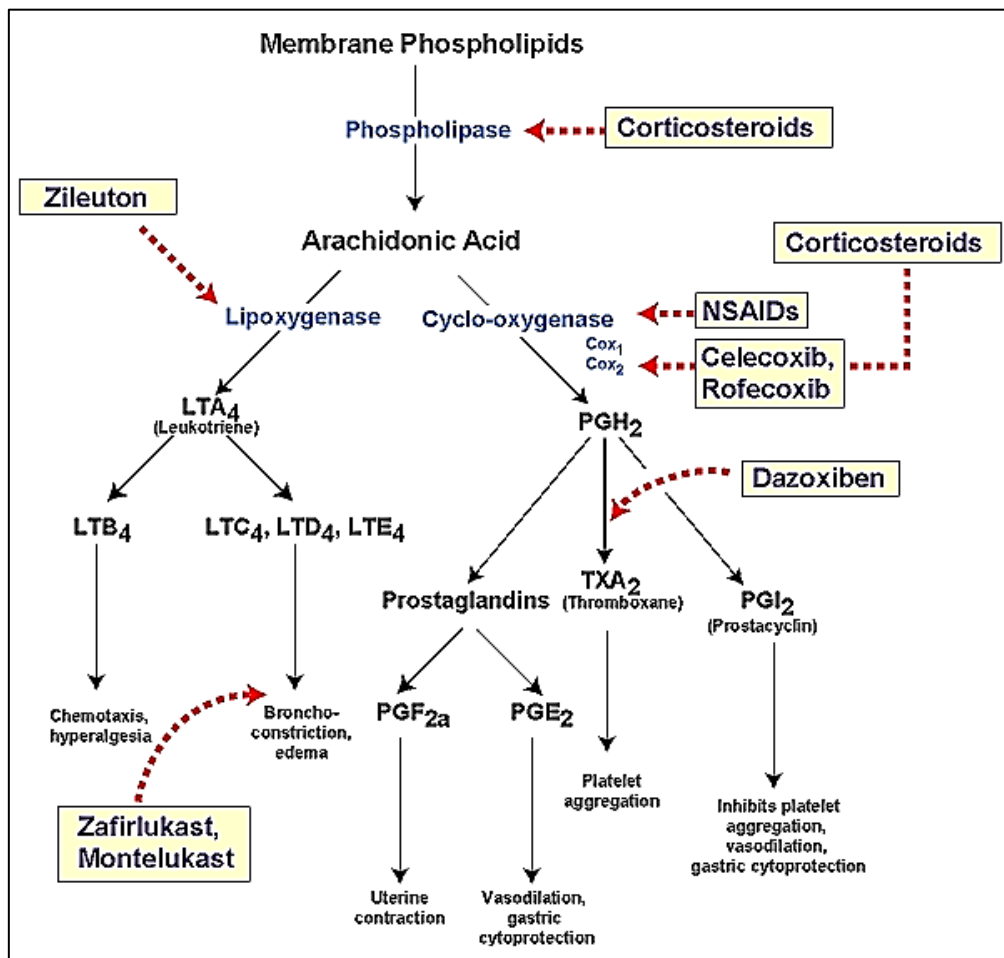 Membrane Phospholipids
Phospholipase
Corticosteroids
Zileuton
Arachidonic Acid
Corticosteroids
Lipoxygenase
Cyclo-oxygenase
NSAIDs
Cox1
Cox2
Celecoxib,
Rofecoxib
LTA4
(Leukotriene)
PGH2
Dazoxiben
LTB4
LTC4, LTD4, LTE4
Prostaglandins
TXA2
(Thromboxane)
PGI2
(Prostacyclin)
Chemotaxis,
hyperalgesia
Broncho-
constriction,
edema
PGF2a
PGE2
Platelet
aggregation
Inhibits platelet
aggregation,
vasodilation,
gastric cytoprotection
Zafirlukast,
Montelukast
Uterine
contraction
Vasodilation,
gastric
cytoprotection